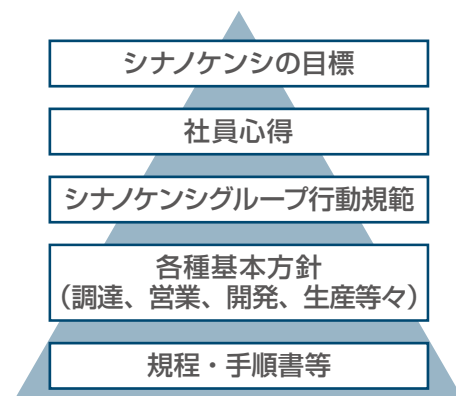 シナノケンシの目標
社員心得
シナノケンシグループ行動規範
各種基本方針
（調達、営業、開発、生産等々）
規程・手順書等